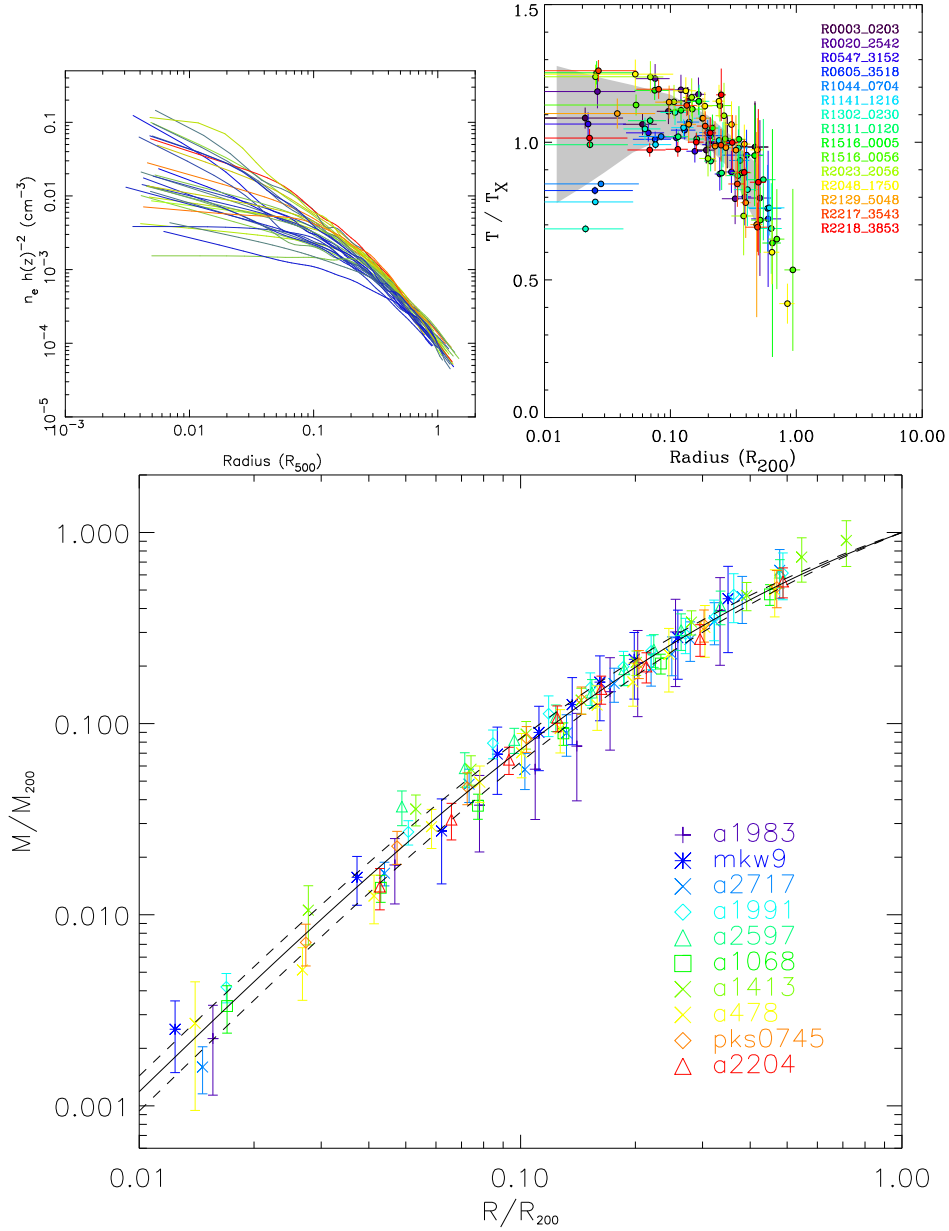 0.1
0.01
10⁻³
10⁻⁴
10⁻⁵
n_e h(z)⁻² (cm⁻³)
10⁻³
0.01
0.1
1
Radius (R₅₀₀)
1.5
1.0
0.5
0.0
T / T_X
0.01
0.10
1.00
10.00
Radius (R₂₀₀)
R0003_0203
R0020_2542
R0547_3152
R0605_3518
R1044_0704
R1141_1216
R1302_0230
R1311_0120
R1516_0005
R1516_0056
R2023_2056
R2048_1750
R2129_5048
R2217_3543
R2218_3853
1.000
0.100
0.010
0.001
M/M₂₀₀
0.01
0.10
1.00
R/R₂₀₀
a1983
mkw9
a2717
a1991
a2597
a1068
a1413
a478
pks0745
a2204